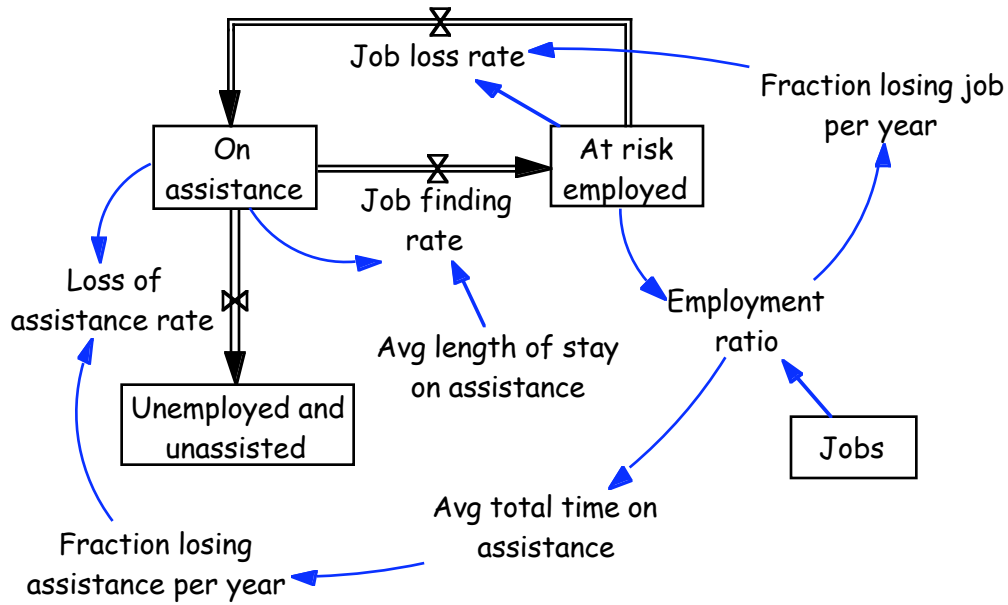 Job loss rate
Fraction losing job
per year
On
assistance
At risk
employed
Job finding
rate
Loss of
assistance rate
Employment
ratio
Avg length of stay
on assistance
Unemployed and
unassisted
Jobs
Avg total time on
assistance
Fraction losing
assistance per year